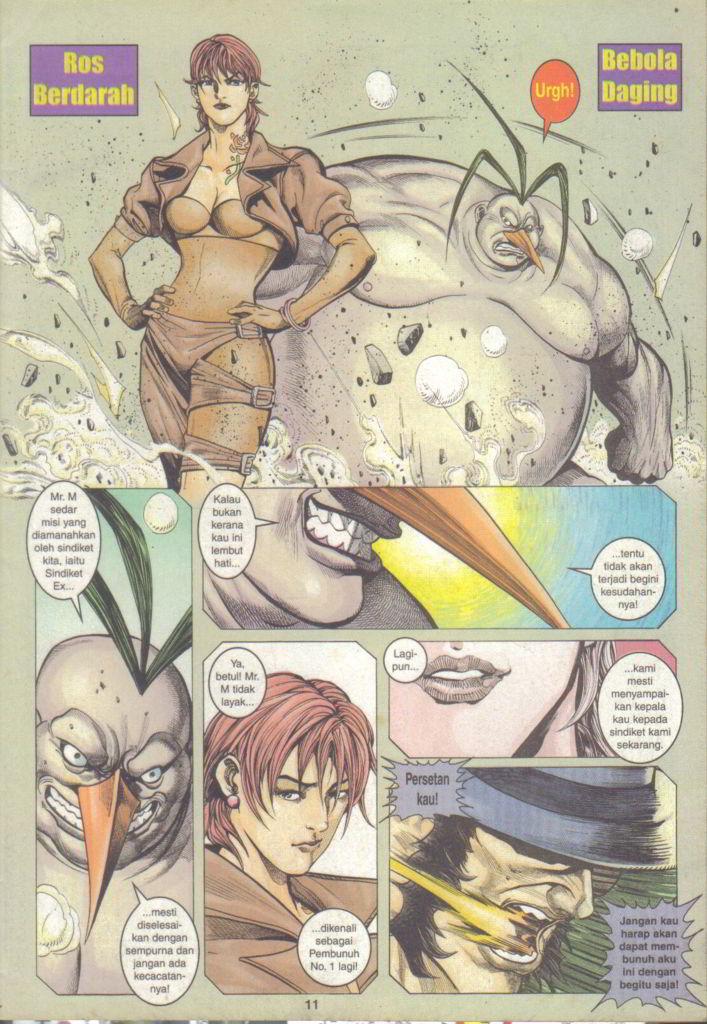 Ros
Berdarah
Bebola
Daging
Urgh!
Mr. M
sedar
misi yang
diamanahkan
oleh sindiket
kita, iaitu
Sindiket
Ex...
Kalau
bukan
kerana
kau ini
lembut
hati...
...tentu
tidak akan
terjadi begini
kesudahan-
nya!
...mesti
diselesai-
kan dengan
sempurna dan
jangan ada
kecacatan-
nya!
Ya,
betul! Mr.
M tidak
layak...
...dikenali
sebagai
Pembunuh
No. 1 lagi!
Lagi-
pun...
...kami
mesti
menyampai-
kan kepala
kau kepada
sindiket kami
sekarang.
Persetan
kau!
Jangan kau
harap akan
dapat mem-
bunuh aku
ini dengan
begitu saja!
11